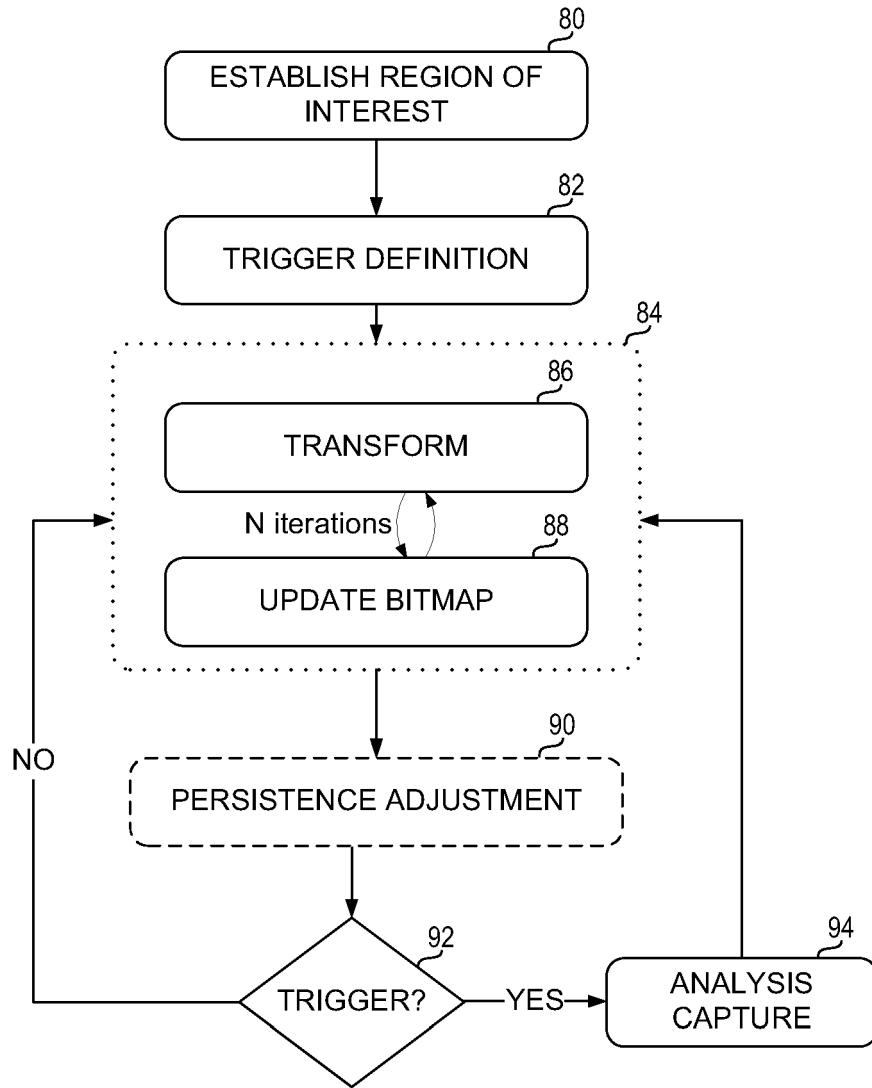 80
ESTABLISH REGION OF
INTEREST
82
TRIGGER DEFINITION
84
86
TRANSFORM
N iterations
88
UPDATE BITMAP
NO
90
PERSISTENCE ADJUSTMENT
92
TRIGGER?
YES
94
ANALYSIS
CAPTURE